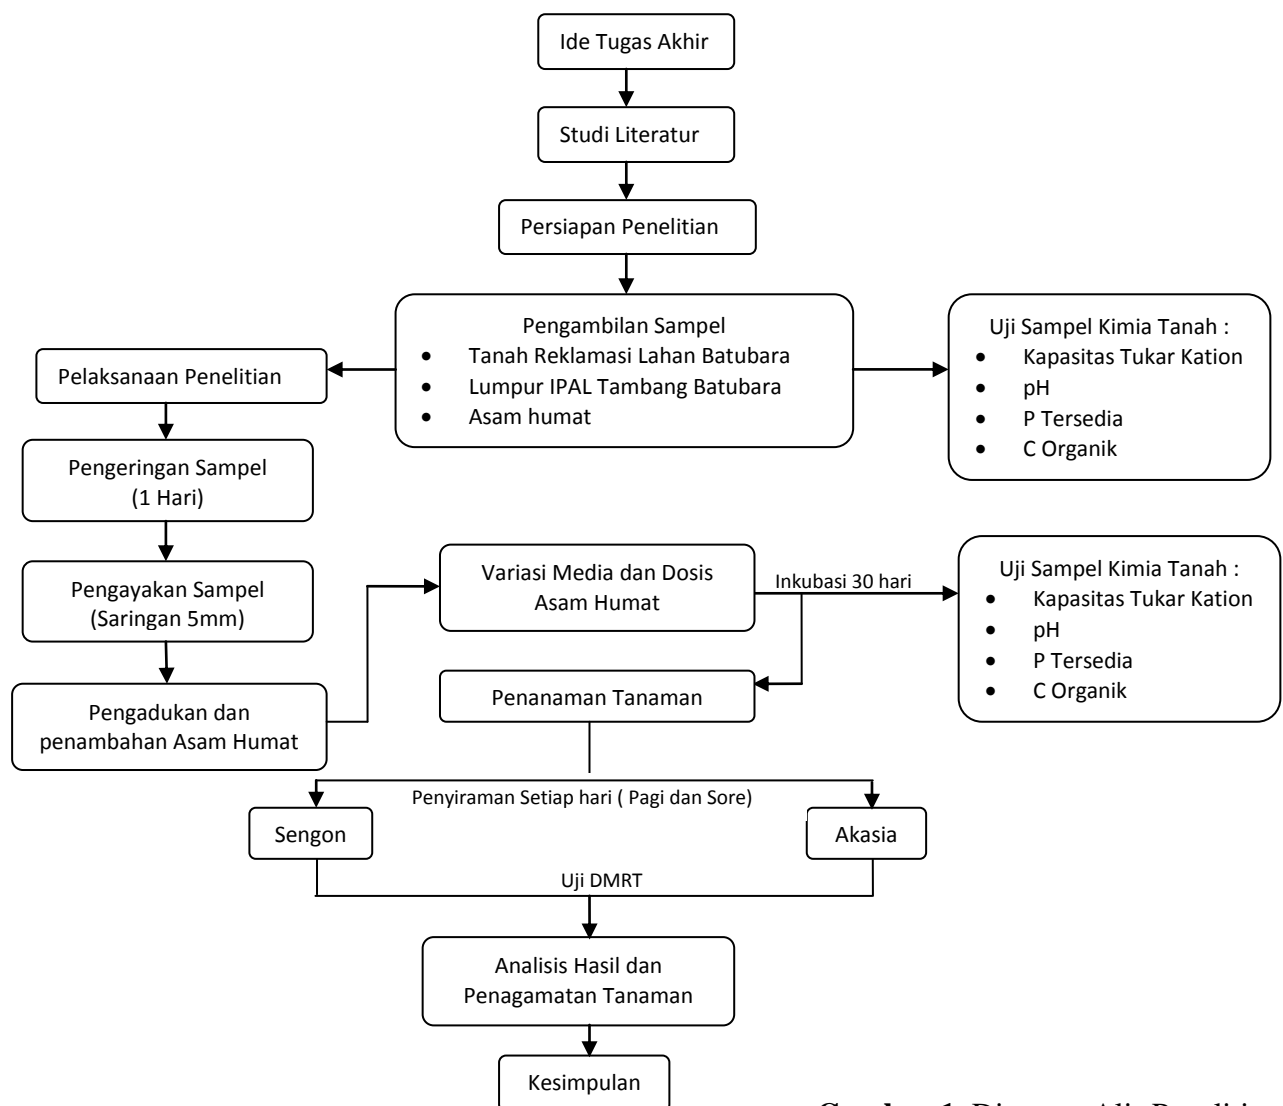 Ide Tugas Akhir
Studi Literatur
Persiapan Penelitian
Pengambilan Sampel
• Tanah Reklamasi Lahan Batubara
• Lumpur IPAL Tambang Batubara
• Asam humat
Uji Sampel Kimia Tanah :
• Kapasitas Tukar Kation
• pH
• P Tersedia
• C Organik
Pelaksanaan Penelitian
Pengeringan Sampel
(1 Hari)
Pengayakan Sampel
(Saringan 5mm)
Pengadukan dan
penambahan Asam Humat
Variasi Media dan Dosis
Asam Humat
Inkubasi 30 hari
Uji Sampel Kimia Tanah :
• Kapasitas Tukar Kation
• pH
• P Tersedia
• C Organik
Penanaman Tanaman
Penyiraman Setiap hari ( Pagi dan Sore)
Sengon
Akasia
Uji DMRT
Analisis Hasil dan
Penagamatan Tanaman
Kesimpulan